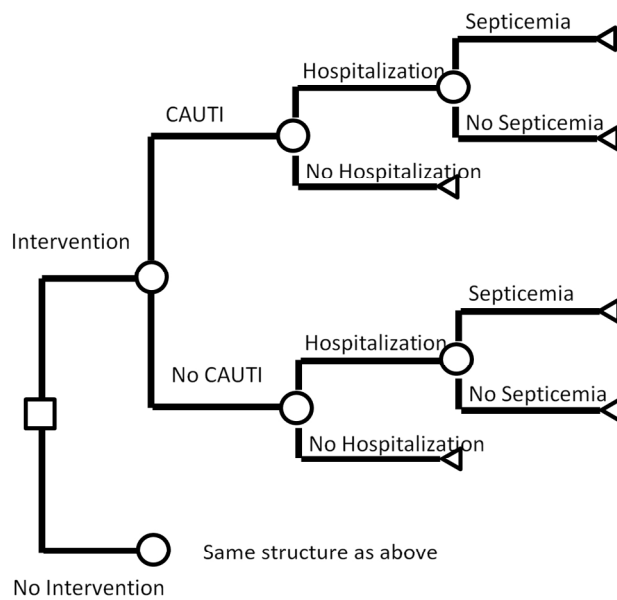 Septicemia
Hospitalization
CAUTI
No Septicemia
No Hospitalization
Intervention
Septicemia
Hospitalization
No CAUTI
No Septicemia
No Hospitalization
Same structure as above
No Intervention